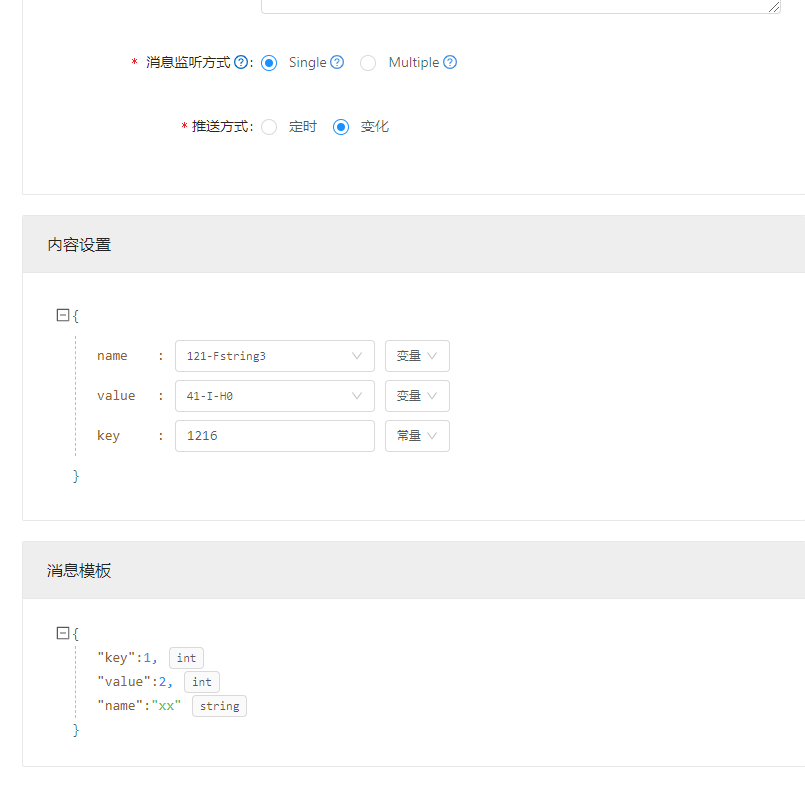 * 消息监听方式?: Single? Multiple?
* 推送方式: 定时 变化
内容设置
{
name : 121-Fstring3 变量
value : 41-I-H0 变量
key : 1216 常量
}
消息模板
{
"key":1, int
"value":2, int
"name":"xx" string
}